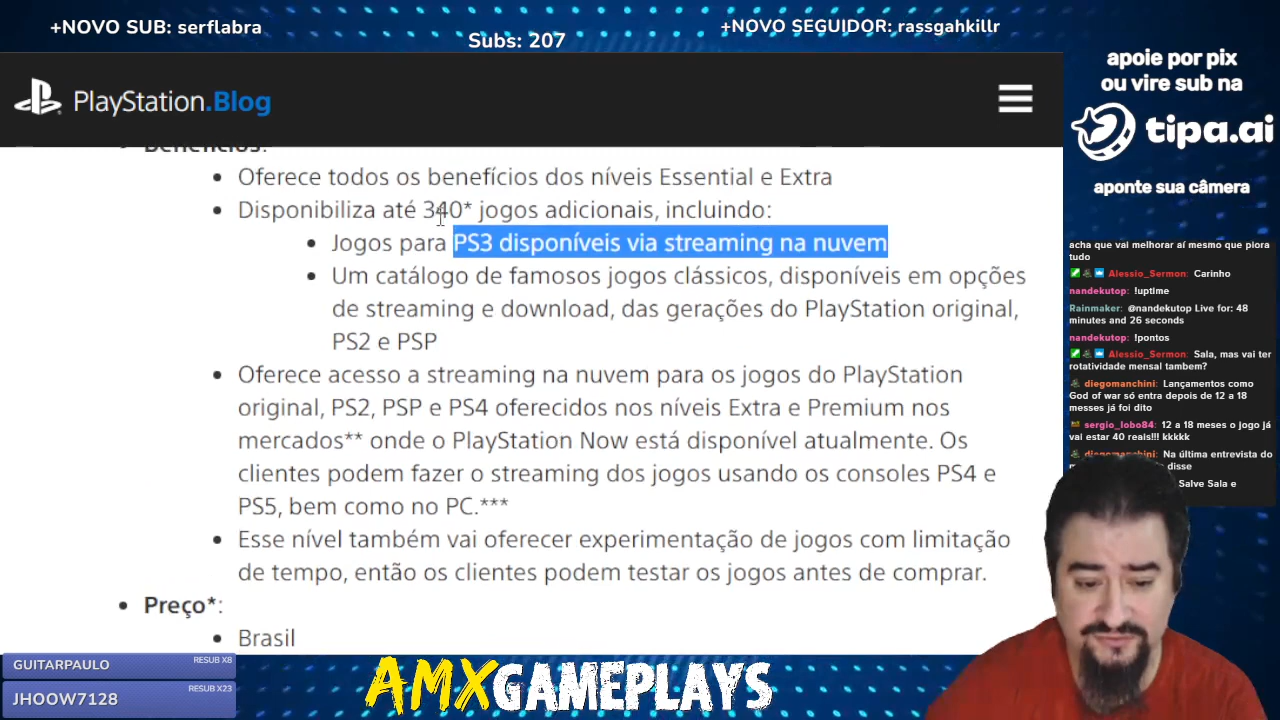 +NOVO SUB: serflabra
Subs: 207
+NOVO SEGUIDOR: rassgahkillr
PlayStation.Blog
Benefícios:
Oferece todos os benefícios dos níveis Essential e Extra
Disponibiliza até 340* jogos adicionais, incluindo:
Jogos para PS3 disponíveis via streaming na nuvem
Um catálogo de famosos jogos clássicos, disponíveis em opções
de streaming e download, das gerações do PlayStation original,
PS2 e PSP
Oferece acesso a streaming na nuvem para os jogos do PlayStation
original, PS2, PSP e PS4 oferecidos nos níveis Extra e Premium nos
mercados** onde o PlayStation Now está disponível atualmente. Os
clientes podem fazer o streaming dos jogos usando os consoles PS4 e
PS5, bem como no PC.***
Esse nível também vai oferecer experimentação de jogos com limitação
de tempo, então os clientes podem testar os jogos antes de comprar.
Preço*:
Brasil
apoie por pix
ou vire sub na
tipa.ai
aponte sua câmera
acha que vai melhorar aí mesmo que piora
tudo
Alessio_Sermon: Carinho
nandekutop: !uptime
Rainmaker: @nandekutop Live for: 48
minutes and 26 seconds
nandekutop: !pontos
Alessio_Sermon: Sala, mas vai ter
rotatividade mensal tambem?
diegomanchini: Lançamentos como
God of war só entra depois de 12 a 18
messes já foi dito
sergio_lobo84: 12 a 18 meses o jogo já
vai estar 40 reais!!! kkkkk
diegomanchini: Na última entrevista do
disse
Salve Sala e
GUITARPAULO
RESUB X8
JHOOW7128
RESUB X23
AMXGAMEPLAYS